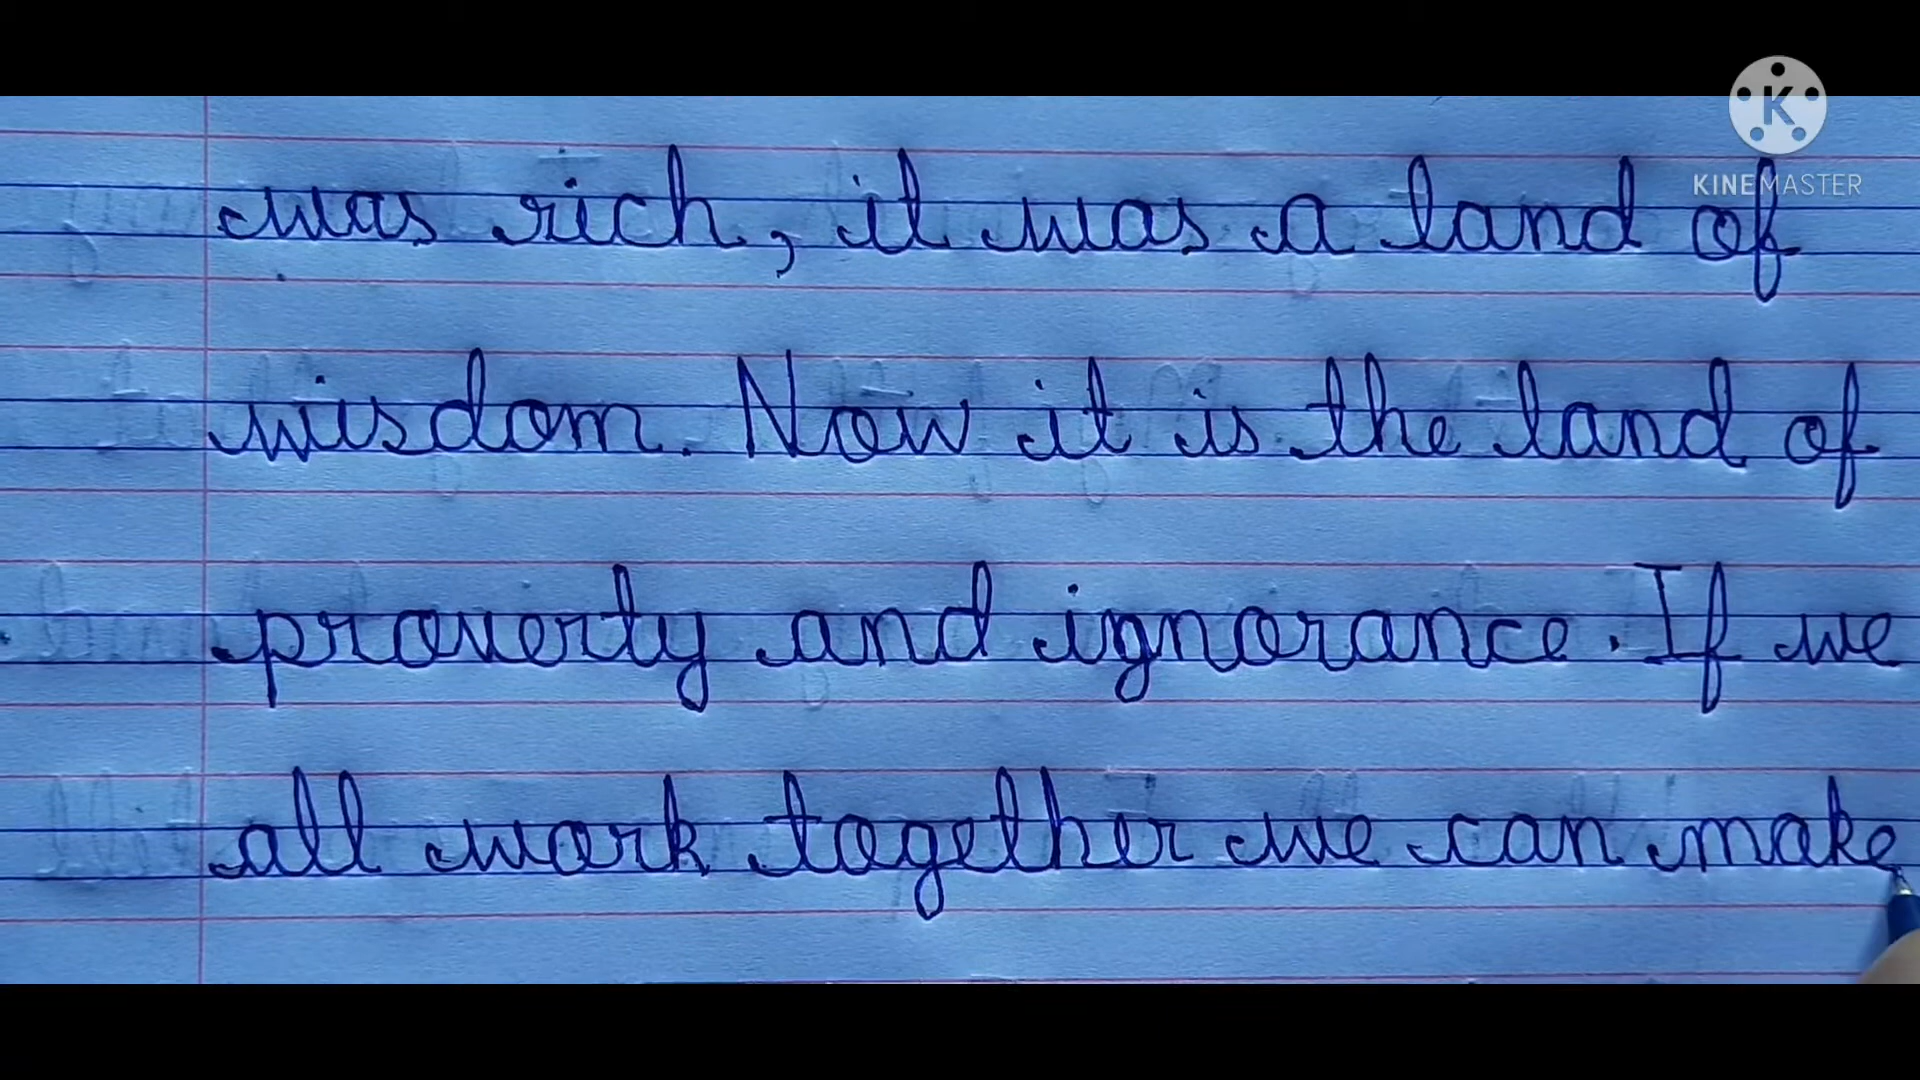 KINEMASTER
was rich, it was a land of
wisdom. Now it is the land of
proverty and ignorance. If we
all work together we can make